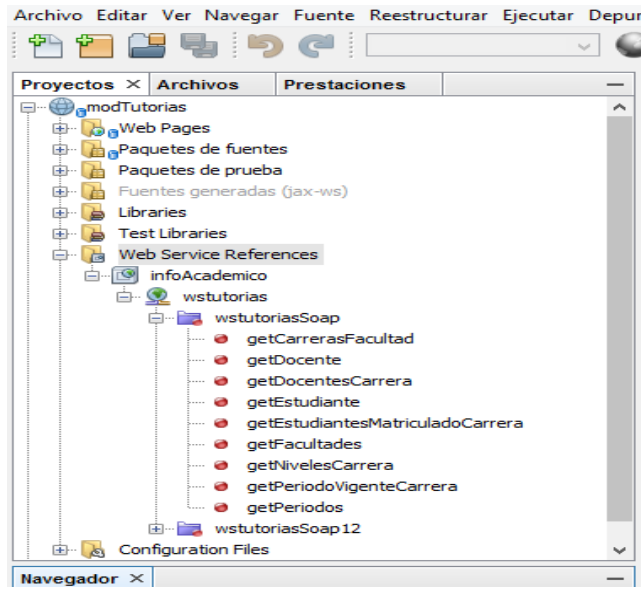 Archivo Editar Ver Navegar Fuente Reestructurar Ejecutar Depur
Proyectos Archivos Prestaciones
modTutorias
Web Pages
Paquetes de fuentes
Paquetes de prueba
Fuentes generadas (jax-ws)
Libraries
Test Libraries
Web Service References
infoAcademico
wstutorias
wstutoriasSoap
getCarrerasFacultad
getDocente
getDocentesCarrera
getEstudiante
getEstudiantesMatriculadoCarrera
getFacultades
getNivelesCarrera
getPeriodoVigenteCarrera
getPeriodos
wstutoriasSoap12
Configuration Files
Navegador